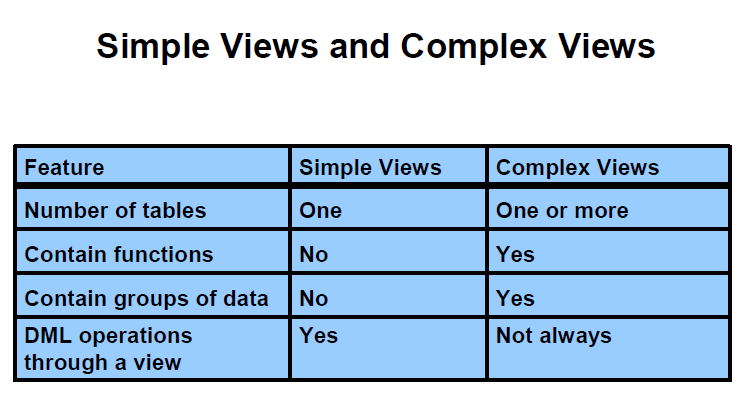 Simple Views and Complex Views
Feature Simple Views Complex Views
Number of tables One One or more
Contain functions No Yes
Contain groups of data No Yes
DML operations Yes Not always
through a view